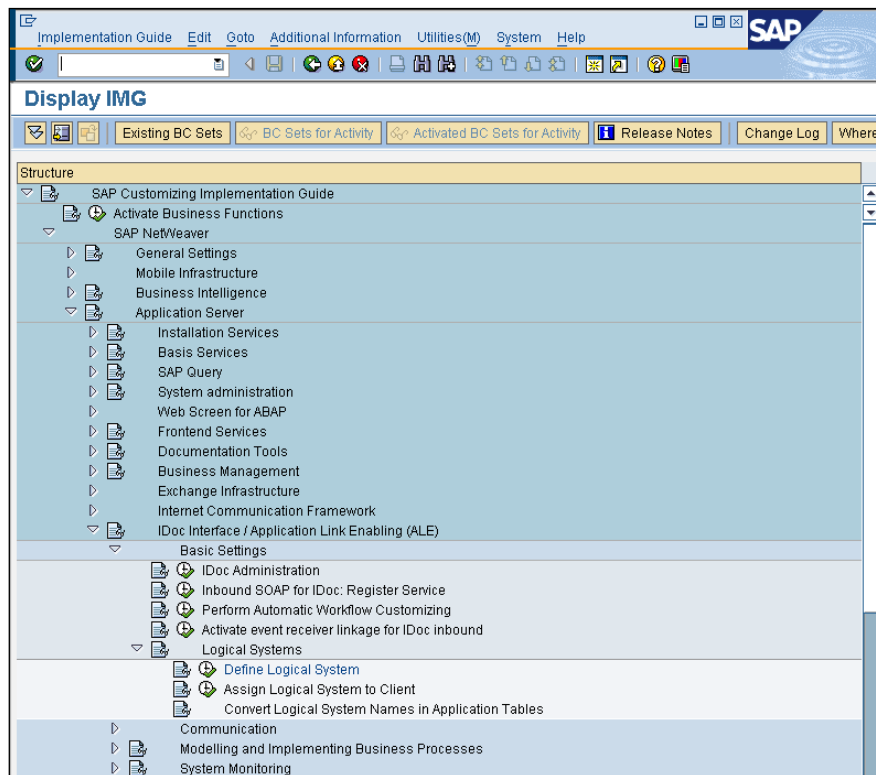 Implementation Guide Edit Goto Additional Information Utilities(M) System Help
SAP
Display IMG
Existing BC Sets BC Sets for Activity Activated BC Sets for Activity Release Notes Change Log Where
Structure
SAP Customizing Implementation Guide
Activate Business Functions
SAP NetWeaver
General Settings
Mobile Infrastructure
Business Intelligence
Application Server
Installation Services
Basis Services
SAP Query
System administration
Web Screen for ABAP
Frontend Services
Documentation Tools
Business Management
Exchange Infrastructure
Internet Communication Framework
IDoc Interface / Application Link Enabling (ALE)
Basic Settings
IDoc Administration
Inbound SOAP for IDoc: Register Service
Perform Automatic Workflow Customizing
Activate event receiver linkage for IDoc inbound
Logical Systems
Define Logical System
Assign Logical System to Client
Convert Logical System Names in Application Tables
Communication
Modelling and Implementing Business Processes
System Monitoring